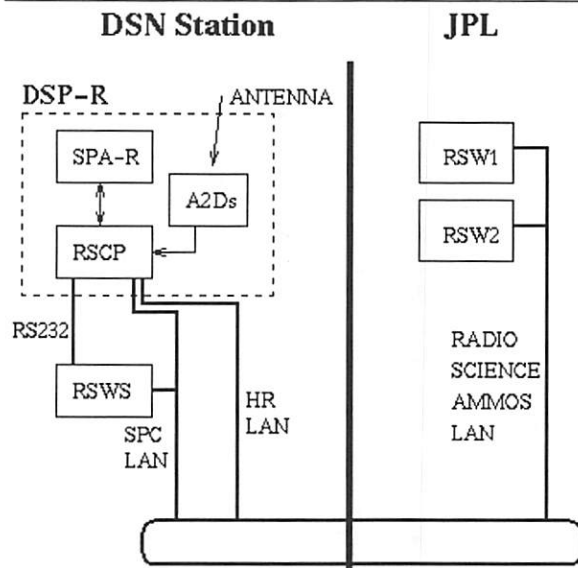 DSN Station
JPL
DSP-R
ANTENNA
SPA-R
A2Ds
RSCP
RS232
RSWS
SPC
LAN
HR
LAN
RSW1
RSW2
RADIO
SCIENCE
AMMOS
LAN